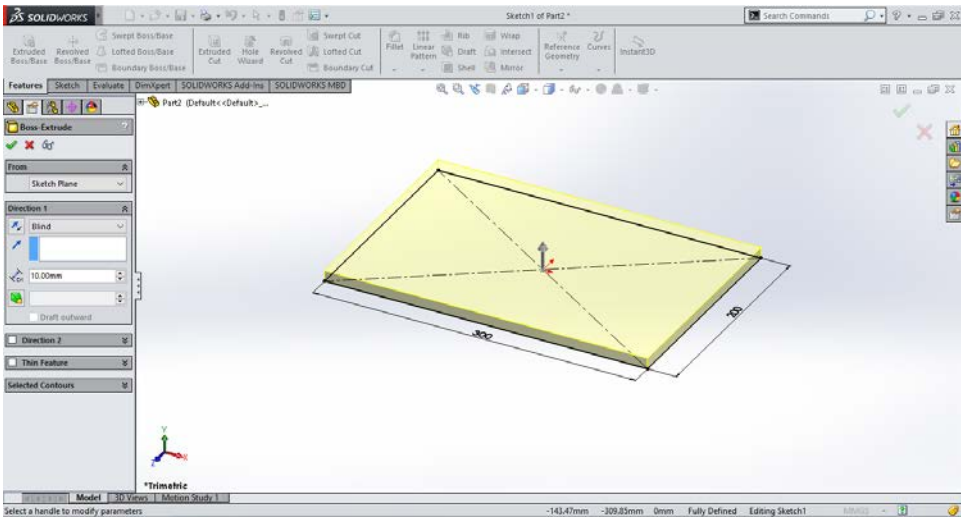 SOLIDWORKS
Sketch1 of Part2 *
Search Commands
Extruded Boss/Base
Revolved Boss/Base
Swept Boss/Base
Lofted Boss/Base
Boundary Boss/Base
Extruded Cut
Hole Wizard
Revolved Cut
Swept Cut
Lofted Cut
Boundary Cut
Fillet
Linear Pattern
Rib
Draft
Shell
Wrap
Intersect
Mirror
Reference Geometry
Curves
Instant3D
Features Sketch Evaluate DimXpert SOLIDWORKS Add-Ins SOLIDWORKS MBD
Part2 (Default<<Default>_...
Boss-Extrude
From
Sketch Plane
Direction 1
Blind
D1
10.00mm
Draft outward
Direction 2
Thin Feature
Selected Contours
300
200
Y
X
Z
*Trimetric
Model 3D Views Motion Study 1
Select a handle to modify parameters
-143.47mm -309.85mm 0mm Fully Defined Editing Sketch1 MMGS